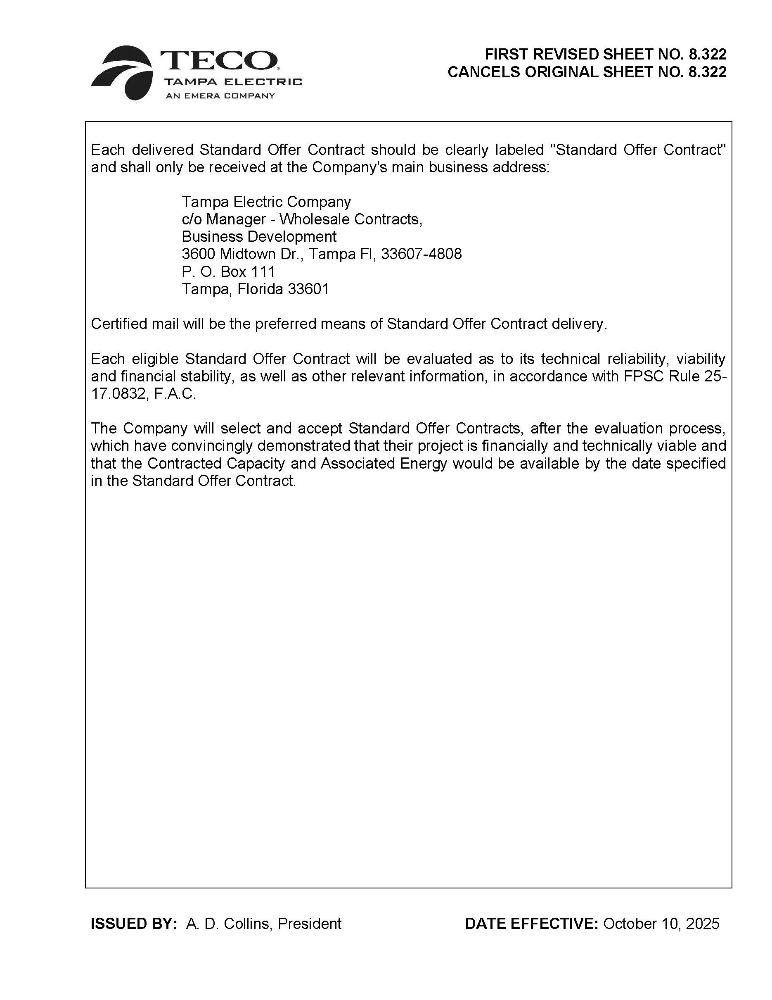 TECO®
TAMPA ELECTRIC
AN EMERA COMPANY
FIRST REVISED SHEET NO. 8.322
CANCELS ORIGINAL SHEET NO. 8.322
Each delivered Standard Offer Contract should be clearly labeled "Standard Offer Contract"
and shall only be received at the Company's main business address:
Tampa Electric Company
c/o Manager - Wholesale Contracts,
Business Development
3600 Midtown Dr., Tampa Fl, 33607-4808
P. O. Box 111
Tampa, Florida 33601
Certified mail will be the preferred means of Standard Offer Contract delivery.
Each eligible Standard Offer Contract will be evaluated as to its technical reliability, viability
and financial stability, as well as other relevant information, in accordance with FPSC Rule 25-
17.0832, F.A.C.
The Company will select and accept Standard Offer Contracts, after the evaluation process,
which have convincingly demonstrated that their project is financially and technically viable and
that the Contracted Capacity and Associated Energy would be available by the date specified
in the Standard Offer Contract.
ISSUED BY: A. D. Collins, President
DATE EFFECTIVE: October 10, 2025